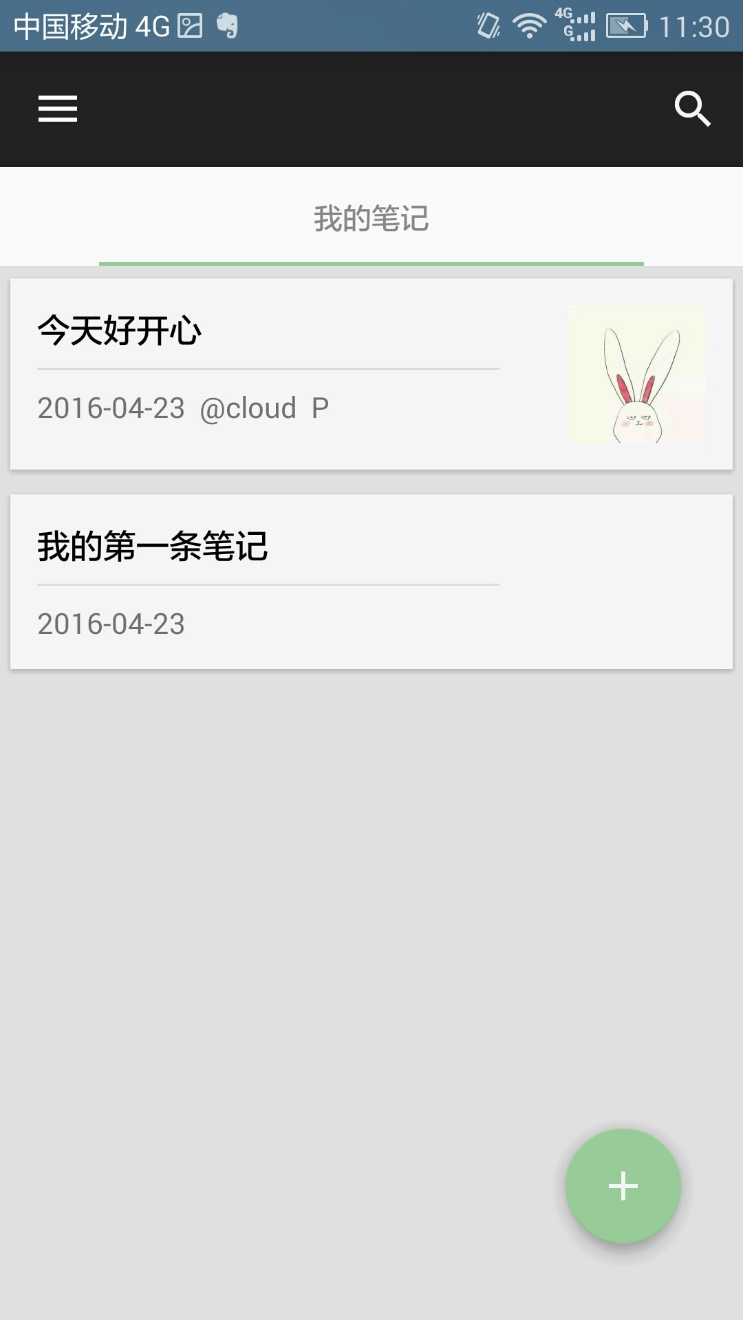 中国移动 4G 4G G 11:30
我的笔记
今天好开心
2016-04-23 @cloud P
我的第一条笔记
2016-04-23